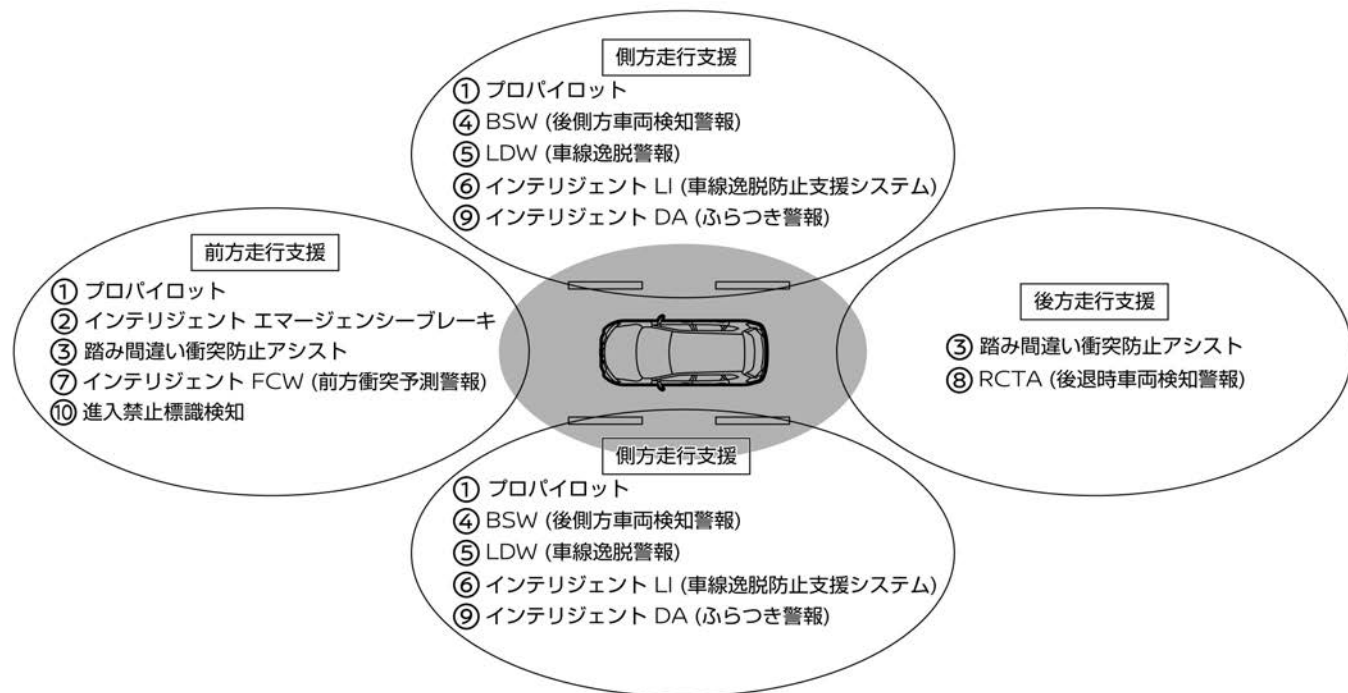 側方走行支援
① プロパイロット
④ BSW (後側方車両検知警報)
⑤ LDW (車線逸脱警報)
⑥ インテリジェント LI (車線逸脱防止支援システム)
⑨ インテリジェント DA (ふらつき警報)
前方走行支援
① プロパイロット
② インテリジェント エマージェンシーブレーキ
③ 踏み間違い衝突防止アシスト
⑦ インテリジェント FCW (前方衝突予測警報)
⑩ 進入禁止標識検知
後方走行支援
③ 踏み間違い衝突防止アシスト
⑧ RCTA (後退時車両検知警報)
側方走行支援
① プロパイロット
④ BSW (後側方車両検知警報)
⑤ LDW (車線逸脱警報)
⑥ インテリジェント LI (車線逸脱防止支援システム)
⑨ インテリジェント DA (ふらつき警報)